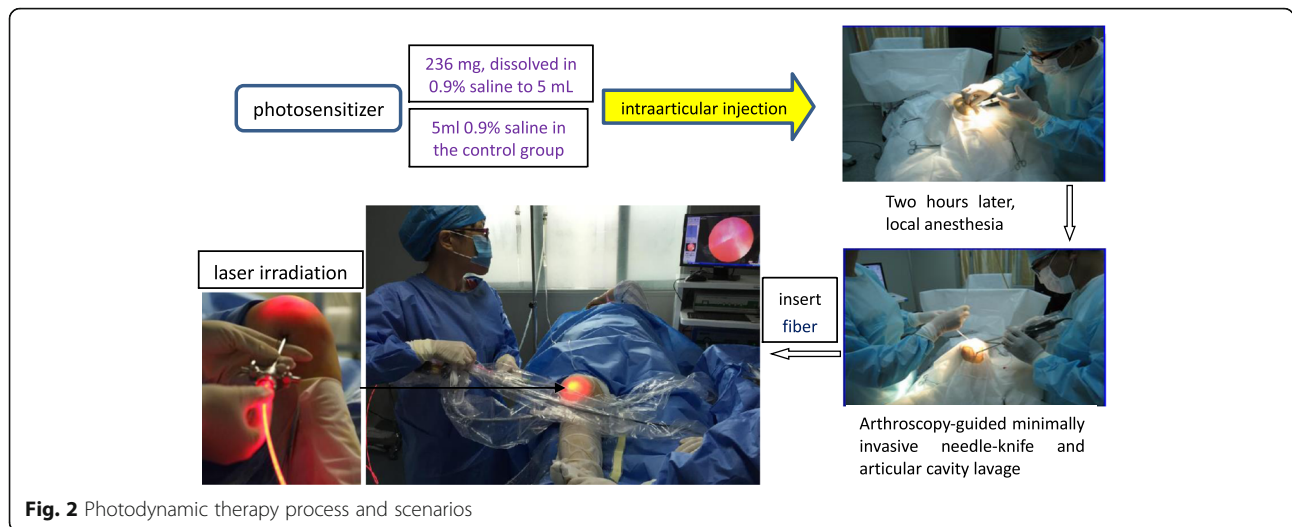 photosensitizer
236 mg, dissolved in
0.9% saline to 5 mL
5ml 0.9% saline in
the control group
intraarticular injection
Two hours later,
local anesthesia
Arthroscopy-guided minimally
invasive needle-knife and
articular cavity lavage
insert
fiber
laser irradiation
Fig. 2 Photodynamic therapy process and scenarios